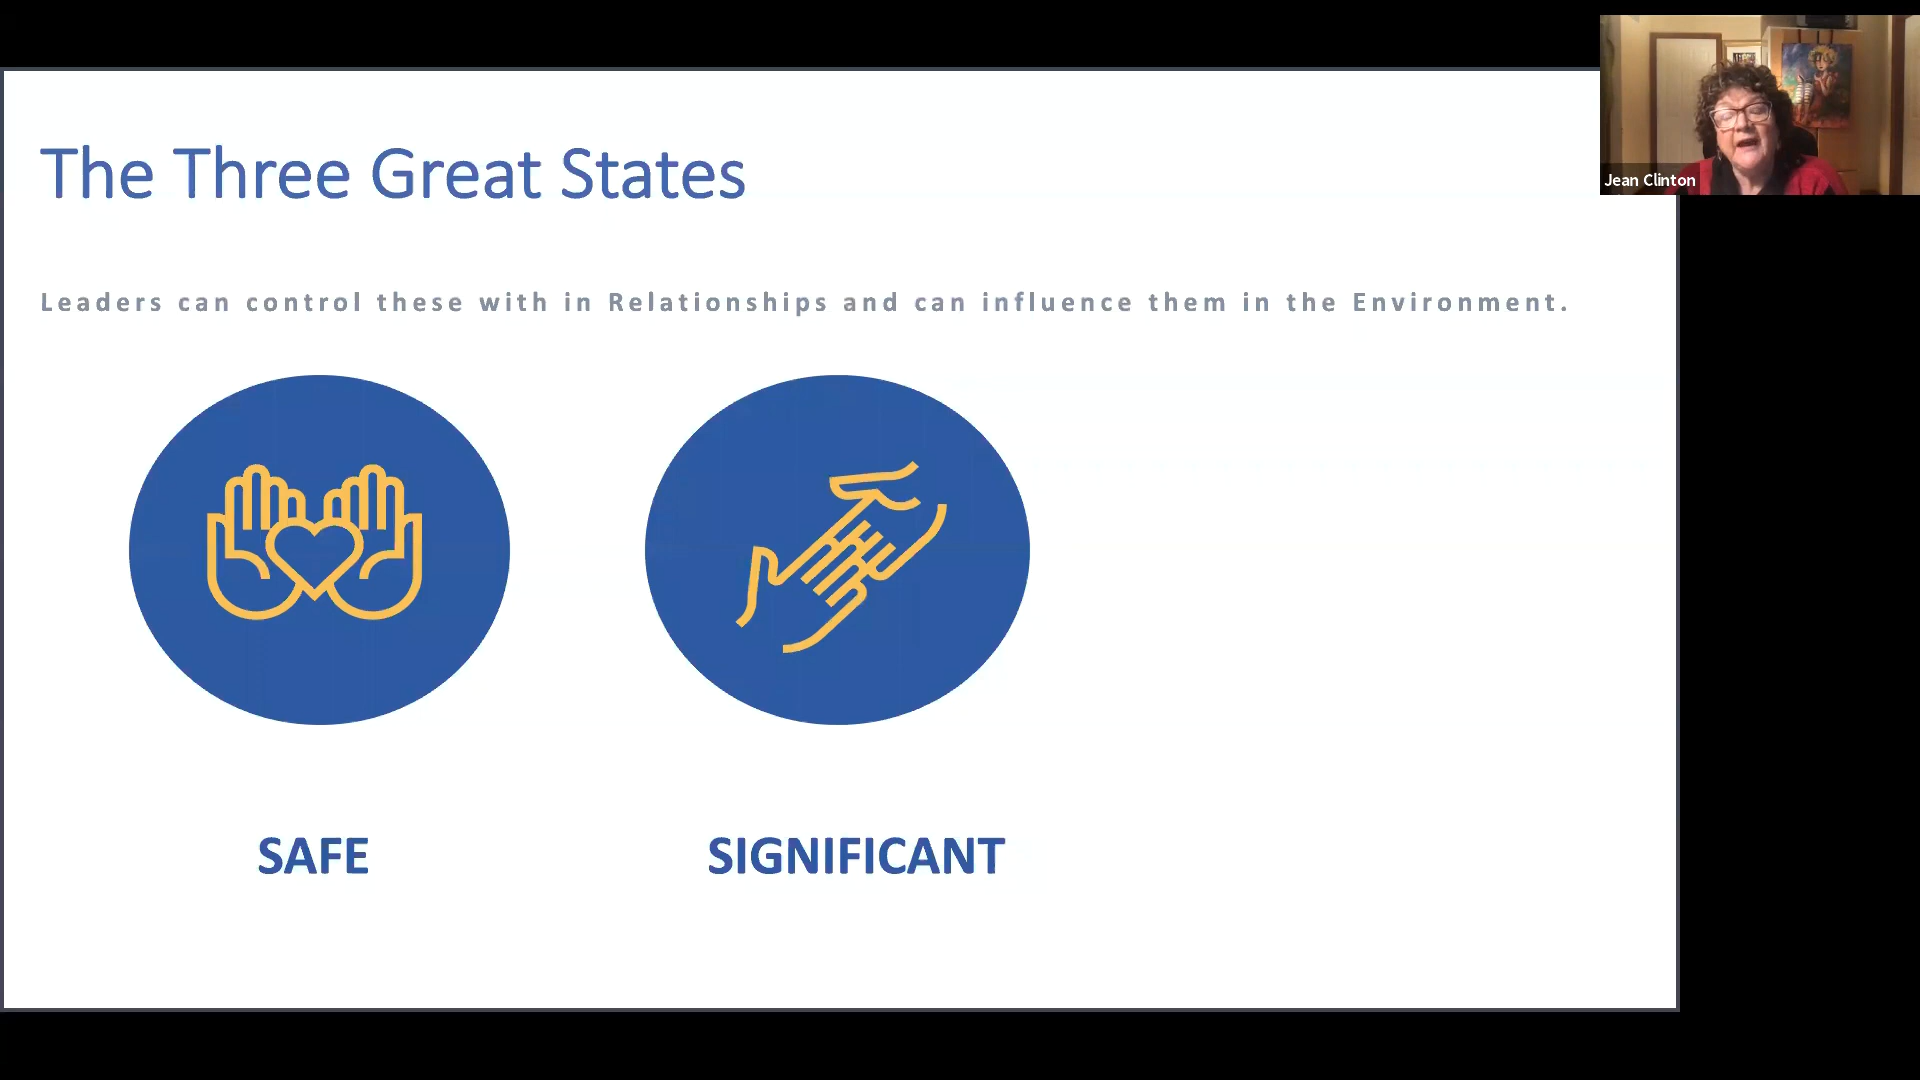 The Three Great States
Jean Clinton
Leaders can control these with in Relationships and can influence them in the Environment.
SAFE
SIGNIFICANT